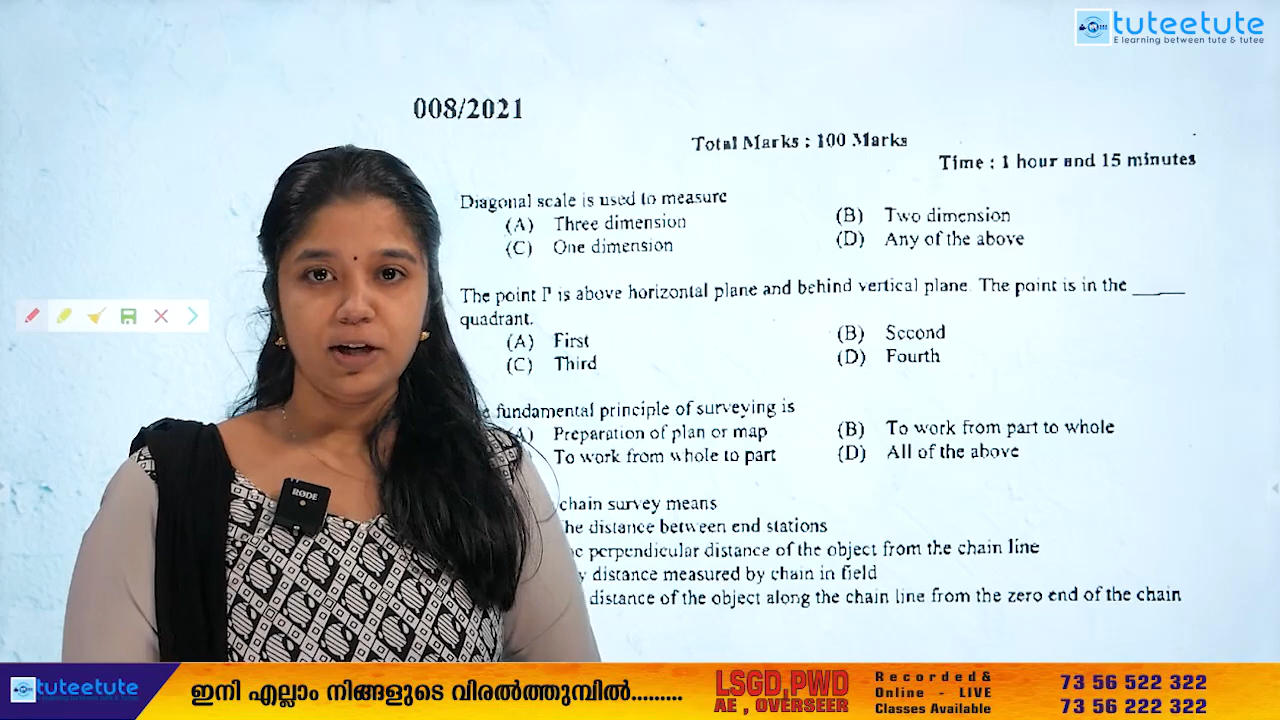 tuteetute
E learning between tute & tutee
008/2021
Total Marks : 100 Marks
Time : 1 hour and 15 minutes
Diagonal scale is used to measure
(A) Three dimension (B) Two dimension
(C) One dimension (D) Any of the above
The point P is above horizontal plane and behind vertical plane. The point is in the ______
quadrant.
(A) First (B) Second
(C) Third (D) Fourth
fundamental principle of surveying is
A) Preparation of plan or map (B) To work from part to whole
To work from whole to part (D) All of the above
chain survey means
distance between end stations
perpendicular distance of the object from the chain line
distance measured by chain in field
distance of the object along the chain line from the zero end of the chain
RØDE
tuteetute
ഇനി എല്ലാം നിങ്ങളുടെ വിരൽത്തുമ്പിൽ.........
LSGD,PWD
AE , OVERSEER
Recorded &
Online - LIVE
Classes Available
73 56 522 322
73 56 222 322